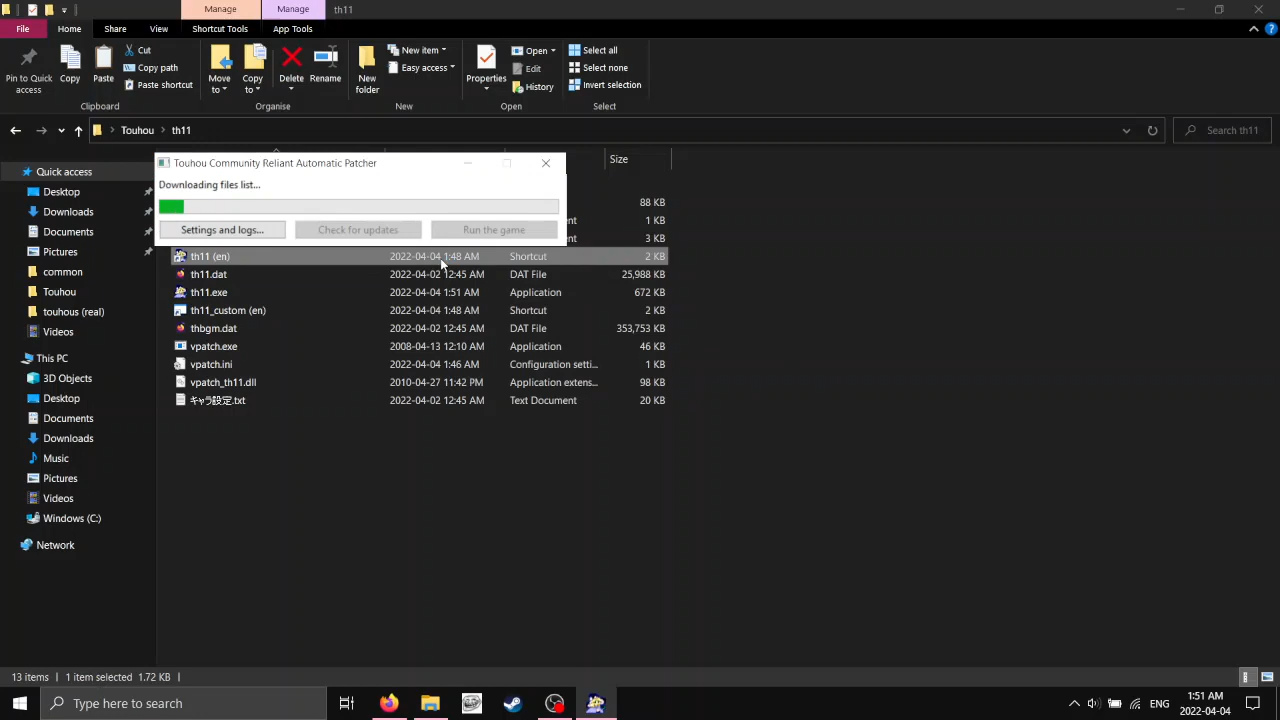 Manage
Manage
th11
File
Home
Share
View
Shortcut Tools
App Tools
Pin to Quick
access
Copy
Paste
Cut
Copy path
Paste shortcut
Clipboard
Move
to
Copy
to
Delete
Rename
Organise
New
folder
New item
Easy access
New
Properties
Open
Edit
History
Open
Select all
Select none
Invert selection
Select
Touhou
th11
Search th11
Touhou Community Reliant Automatic Patcher
Downloading files list...
Settings and logs...
Check for updates
Run the game
Size
88 KB
1 KB
3 KB
th11 (en) 2022-04-04 1:48 AM Shortcut 2 KB
th11.dat 2022-04-02 12:45 AM DAT File 25,988 KB
th11.exe 2022-04-04 1:51 AM Application 672 KB
th11_custom (en) 2022-04-04 1:48 AM Shortcut 2 KB
thbgm.dat 2022-04-02 12:45 AM DAT File 353,753 KB
vpatch.exe 2008-04-13 12:10 AM Application 46 KB
vpatch.ini 2022-04-04 1:46 AM Configuration setti... 1 KB
vpatch_th11.dll 2010-04-27 11:42 PM Application extens... 98 KB
キャラ設定.txt 2022-04-02 12:45 AM Text Document 20 KB
Quick access
Desktop
Downloads
Documents
Pictures
common
Touhou
touhous (real)
Videos
This PC
3D Objects
Desktop
Documents
Downloads
Music
Pictures
Videos
Windows (C:)
Network
13 items
1 item selected 1.72 KB
Type here to search
ENG
1:51 AM
2022-04-04